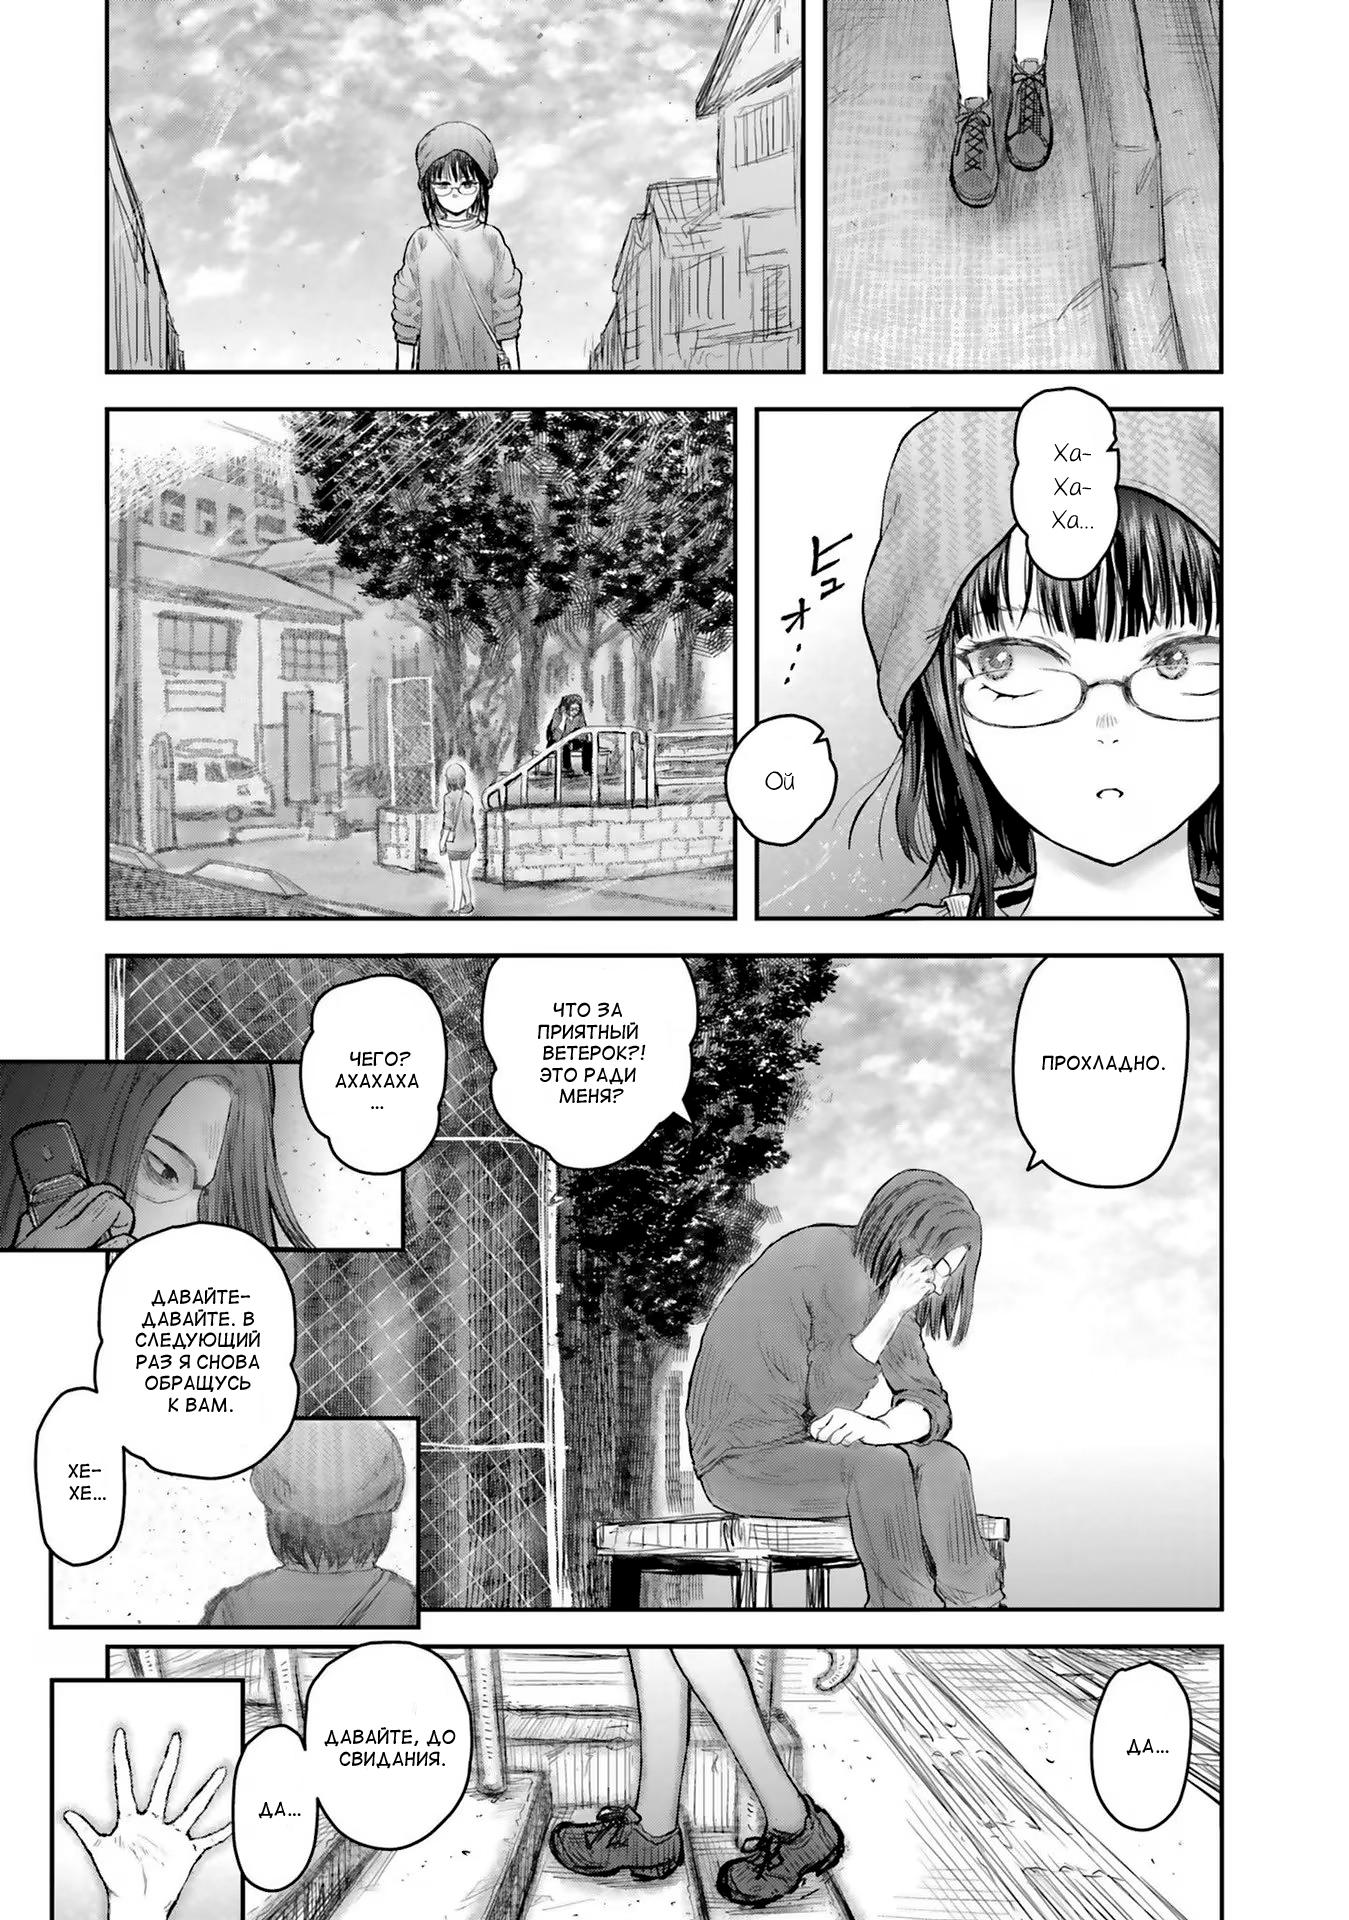 Ха-
Ха-
Ха...
ヒュ
オ・・・
Ой
ПРОХЛАДНО.
ЧТО ЗА
ПРИЯТНЫЙ
ВЕТЕРОК?!
ЭТО РАДИ
МЕНЯ?
ЧЕГО?
АХАХАХА
...
ДАВАЙТЕ-
ДАВАЙТЕ. В
СЛЕДУЮЩИЙ
РАЗ Я СНОВА
ОБРАЩУСЬ
К ВАМ.
ХЕ-
ХЕ...
ДА...
ДАВАЙТЕ, ДО
СВИДАНИЯ.
ДА...